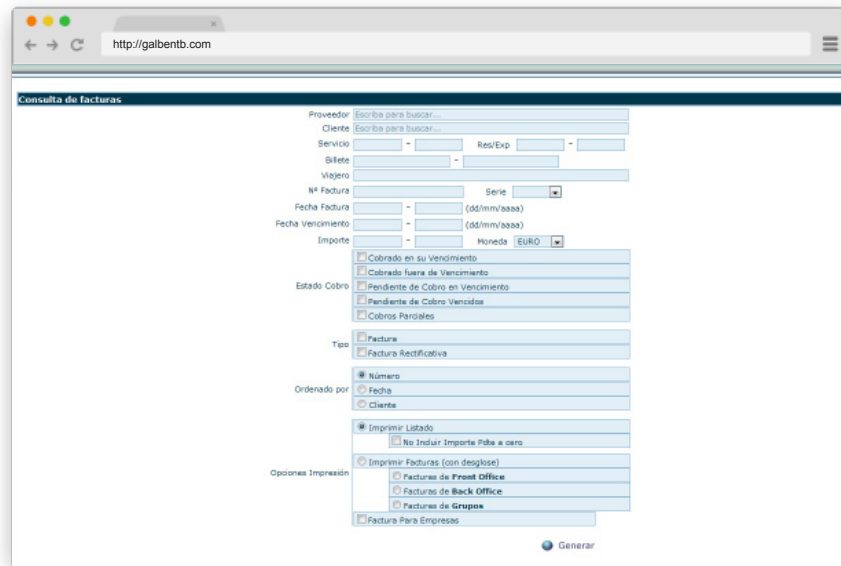 http://galbentb.com
Consulta de facturas
Proveedor Escriba para buscar...
Cliente Escriba para buscar...
Servicio - Res/Exp -
Billete -
Viajero
Nº Factura Serie
Fecha Factura - (dd/mm/aaaa)
Fecha Vencimiento - (dd/mm/aaaa)
Importe - Moneda EURO
Estado Cobro
Cobrado en su Vencimiento
Cobrado fuera de Vencimiento
Pendiente de Cobro en Vencimiento
Pendiente de Cobro Vencidos
Cobros Parciales
Tipo
Factura
Factura Rectificativa
Ordenado por
Número
Fecha
Cliente
Opciones Impresión
Imprimir Listado
No Incluir Importe Pdte a cero
Imprimir Facturas (con desglose)
Facturas de Front Office
Facturas de Back Office
Facturas de Grupos
Factura Para Empresas
Generar